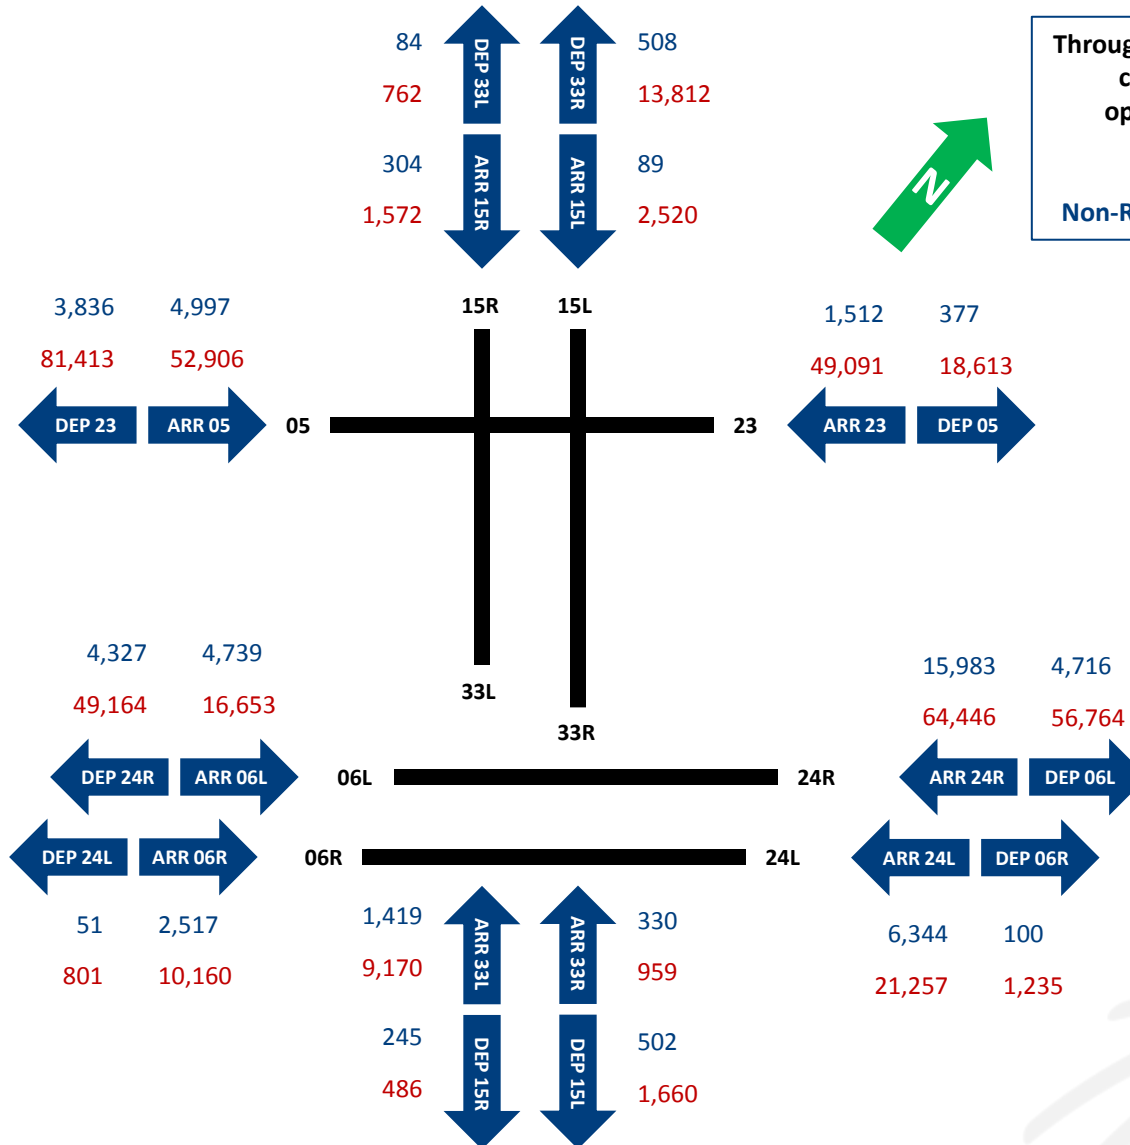 84
DEP 33L
DEP 33R
508
762
13,812
304
ARR 15R
ARR 15L
89
1,572
2,520
N
3,836
4,997
15R
15L
1,512
377
81,413
52,906
49,091
18,613
DEP 23
ARR 05
05
23
ARR 23
DEP 05
4,327
4,739
15,983
4,716
49,164
16,653
33L
33R
64,446
56,764
DEP 24R
ARR 06L
06L
24R
ARR 24R
DEP 06L
DEP 24L
ARR 06R
06R
24L
ARR 24L
DEP 06R
51
2,517
1,419
ARR 33L
ARR 33R
330
6,344
100
801
10,160
9,170
959
21,257
1,235
245
DEP 15R
DEP 15L
502
486
1,660